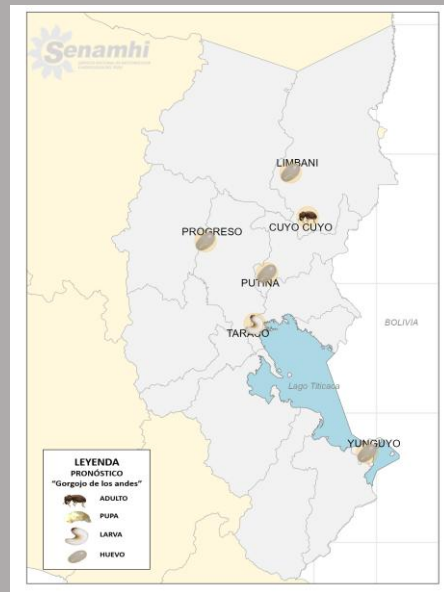 Senamhi
LIMBANI
CUYO CUYO
PROGRESO
PUTINA
TARACO
BOLIVIA
Lago Titicaca
YUNGUYO
LEYENDA
PRONÓSTICO
"Gorgojo de los andes"
ADULTO
PUPA
LARVA
HUEVO